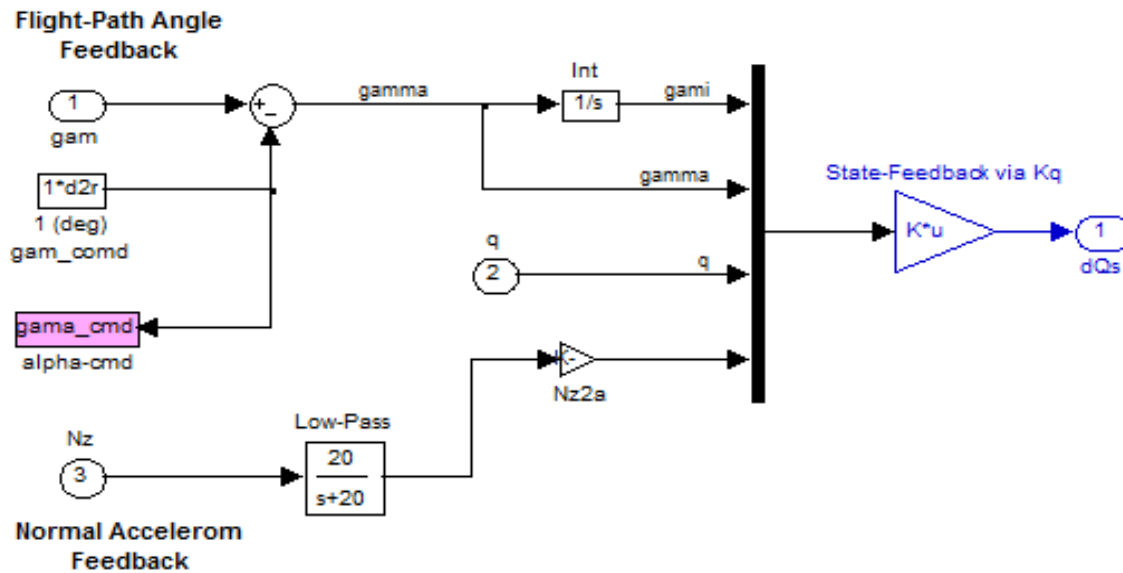 Flight-Path Angle
Feedback
1
gam
+
−
gamma
Int
1/s
gami
1*d2r
1 (deg)
gam_comd
gamma
State-Feedback via Kq
K*u
1
dQs
q
2
q
gama_cmd
alpha-cmd
K-
Nz2a
Low-Pass
20
s+20
Nz
3
Normal Accelerom
Feedback